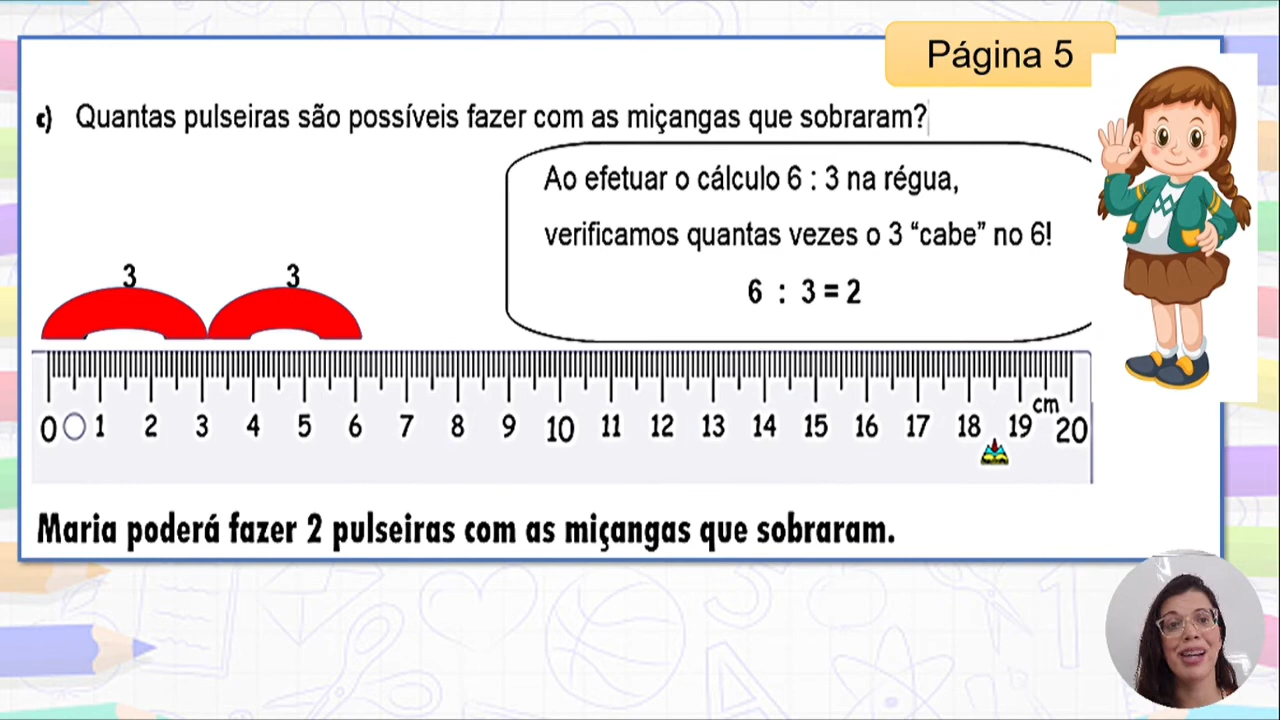 Página 5
c) Quantas pulseiras são possíveis fazer com as miçangas que sobraram?
Ao efetuar o cálculo 6 : 3 na régua,
verificamos quantas vezes o 3 “cabe” no 6!
6 : 3 = 2
3 3
cm
0 1 2 3 4 5 6 7 8 9 10 11 12 13 14 15 16 17 18 19 20
Maria poderá fazer 2 pulseiras com as miçangas que sobraram.